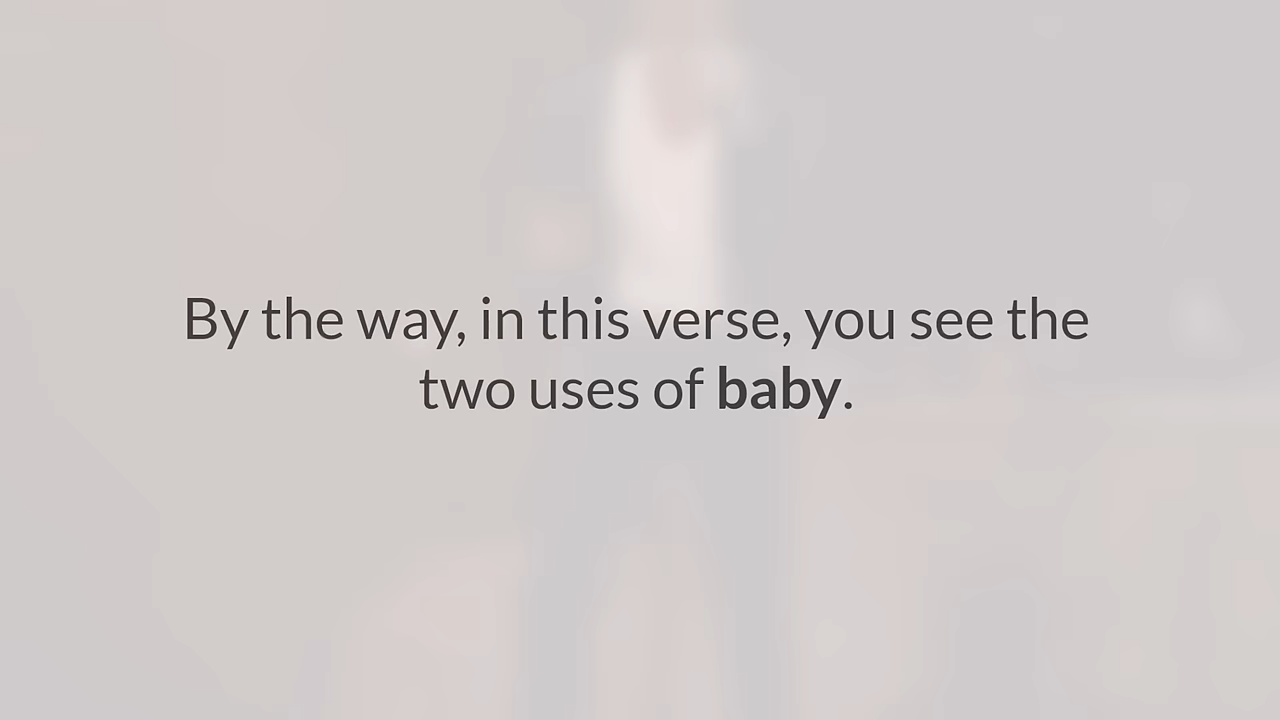 By the way, in this verse, you see the
two uses of baby.